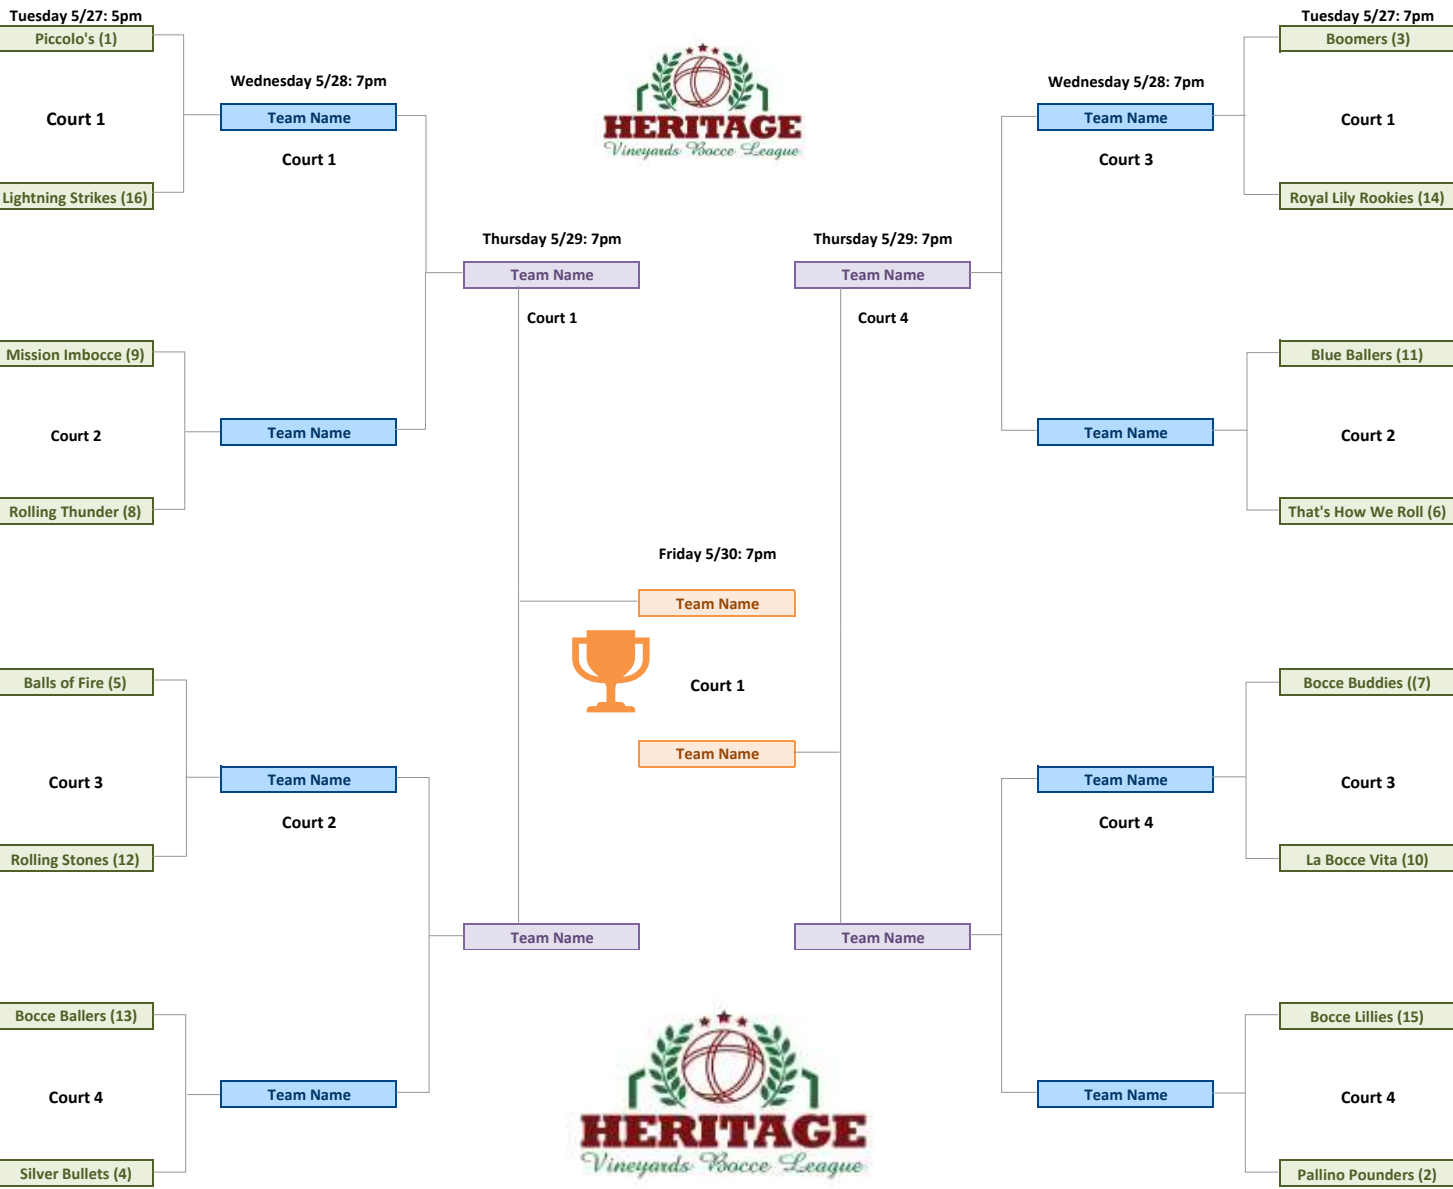 Tuesday 5/27: 5pm
Tuesday 5/27: 7pm
Piccolo's (1)
Boomers (3)
Wednesday 5/28: 7pm
Wednesday 5/28: 7pm
Court 1
Team Name
HERITAGE
Vineyards Bocce League
Team Name
Court 1
Court 1
Court 3
Lightning Strikes (16)
Royal Lily Rookies (14)
Thursday 5/29: 7pm
Thursday 5/29: 7pm
Team Name
Team Name
Court 1
Court 4
Mission Imbocce (9)
Blue Ballers (11)
Court 2
Team Name
Team Name
Court 2
Rolling Thunder (8)
That's How We Roll (6)
Friday 5/30: 7pm
Team Name
Balls of Fire (5)
Court 1
Bocce Buddies ((7)
Team Name
Court 3
Team Name
Team Name
Court 3
Court 2
Court 4
Rolling Stones (12)
La Bocce Vita (10)
Team Name
Team Name
Bocce Ballers (13)
Bocce Lillies (15)
Court 4
Team Name
Team Name
Court 4
HERITAGE
Vineyards Bocce League
Silver Bullets (4)
Pallino Pounders (2)